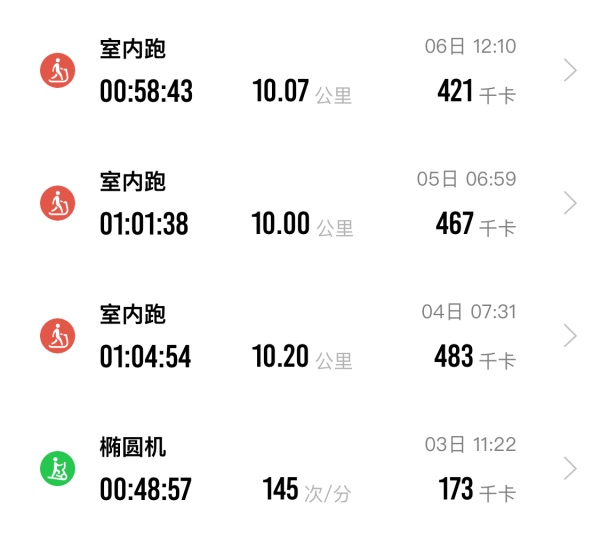 室内跑 06日 12:10
00:58:43 10.07 公里 421 千卡
室内跑 05日 06:59
01:01:38 10.00 公里 467 千卡
室内跑 04日 07:31
01:04:54 10.20 公里 483 千卡
椭圆机 03日 11:22
00:48:57 145 次/分 173 千卡